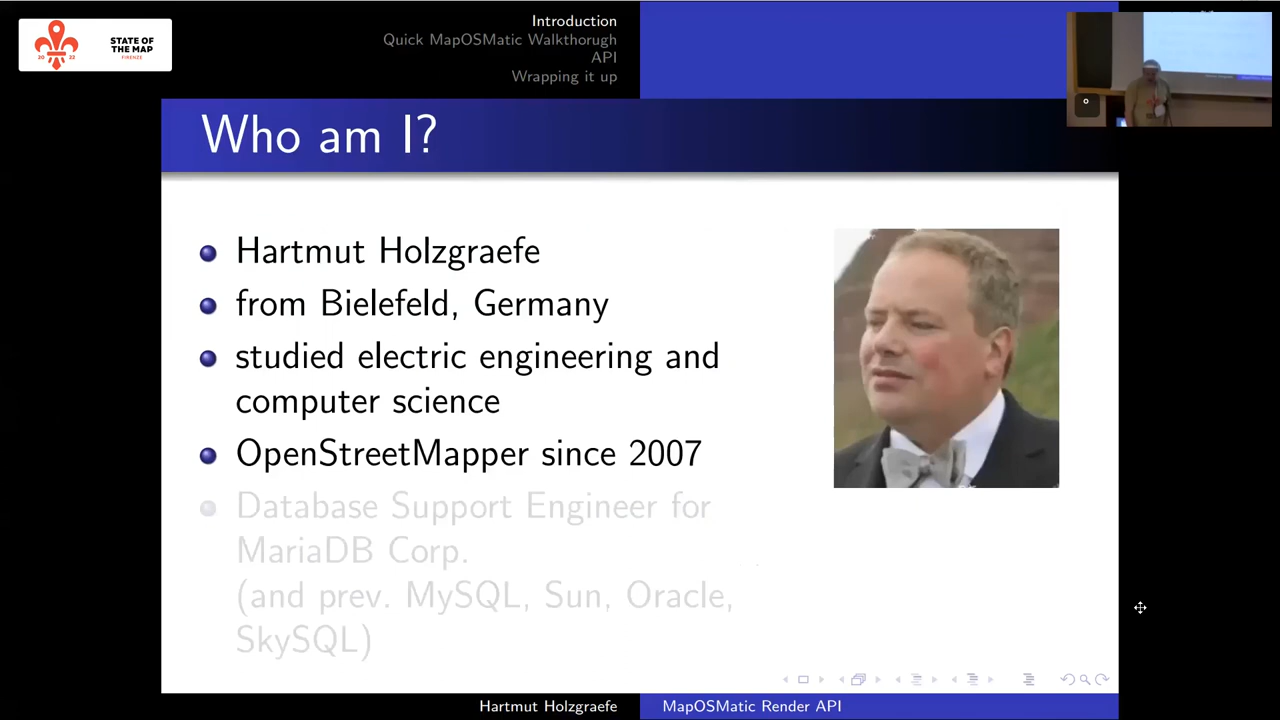 STATE OF
THE MAP
FIRENZE
20 22
Introduction
Quick MapOSMatic Walkthorugh
API
Wrapping it up
Who am I?
Hartmut Holzgraefe
from Bielefeld, Germany
studied electric engineering and
computer science
OpenStreetMapper since 2007
Database Support Engineer for
MariaDB Corp.
(and prev. MySQL, Sun, Oracle,
SkySQL)
Hartmut Holzgraefe
MapOSMatic Render API